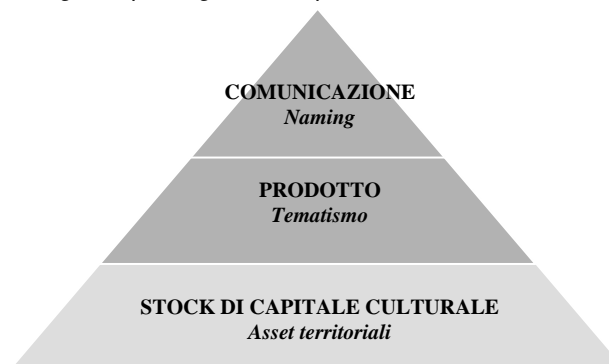 COMUNICAZIONE
Naming
PRODOTTO
Tematismo
STOCK DI CAPITALE CULTURALE
Asset territoriali